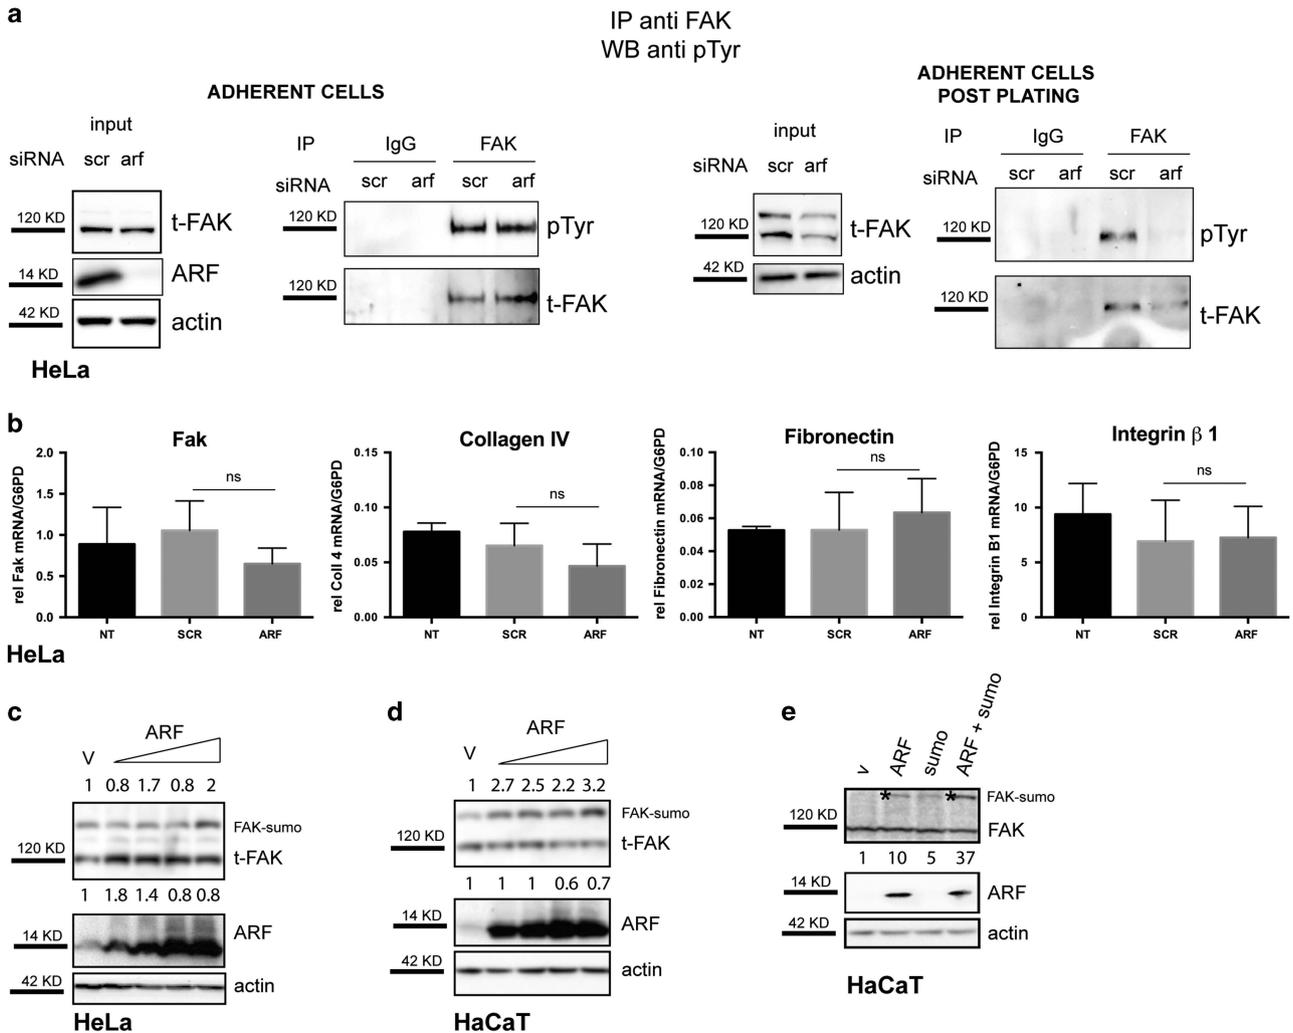 a
IP anti FAK
WB anti pTyr
ADHERENT CELLS
ADHERENT CELLS
POST PLATING
input
siRNA scr arf
120 KD t-FAK
14 KD ARF
42 KD actin
HeLa
IP IgG FAK
siRNA scr arf scr arf
120 KD pTyr
120 KD t-FAK
input
siRNA scr arf
120 KD t-FAK
42 KD actin
IP IgG FAK
siRNA scr arf scr arf
120 KD pTyr
120 KD t-FAK
b
Fak
rel Fak mRNA/G6PD
2.0
1.5
1.0
0.5
0.0
ns
NT SCR ARF
Collagen IV
rel Coll 4 mRNA/G6PD
0.15
0.10
0.05
0.00
ns
NT SCR ARF
Fibronectin
rel Fibronectin mRNA/G6PD
0.10
0.08
0.06
0.04
0.02
0.00
ns
NT SCR ARF
Integrin β 1
rel Integrin B1 mRNA/G6PD
15
10
5
0
ns
NT SCR ARF
HeLa
c
ARF
V
1 0.8 1.7 0.8 2
FAK-sumo
120 KD t-FAK
1 1.8 1.4 0.8 0.8
14 KD ARF
42 KD actin
HeLa
d
ARF
V
1 2.7 2.5 2.2 3.2
FAK-sumo
120 KD t-FAK
1 1 1 0.6 0.7
14 KD ARF
42 KD actin
HaCaT
e
v ARF sumo ARF + sumo
* * FAK-sumo
120 KD FAK
1 10 5 37
14 KD ARF
42 KD actin
HaCaT